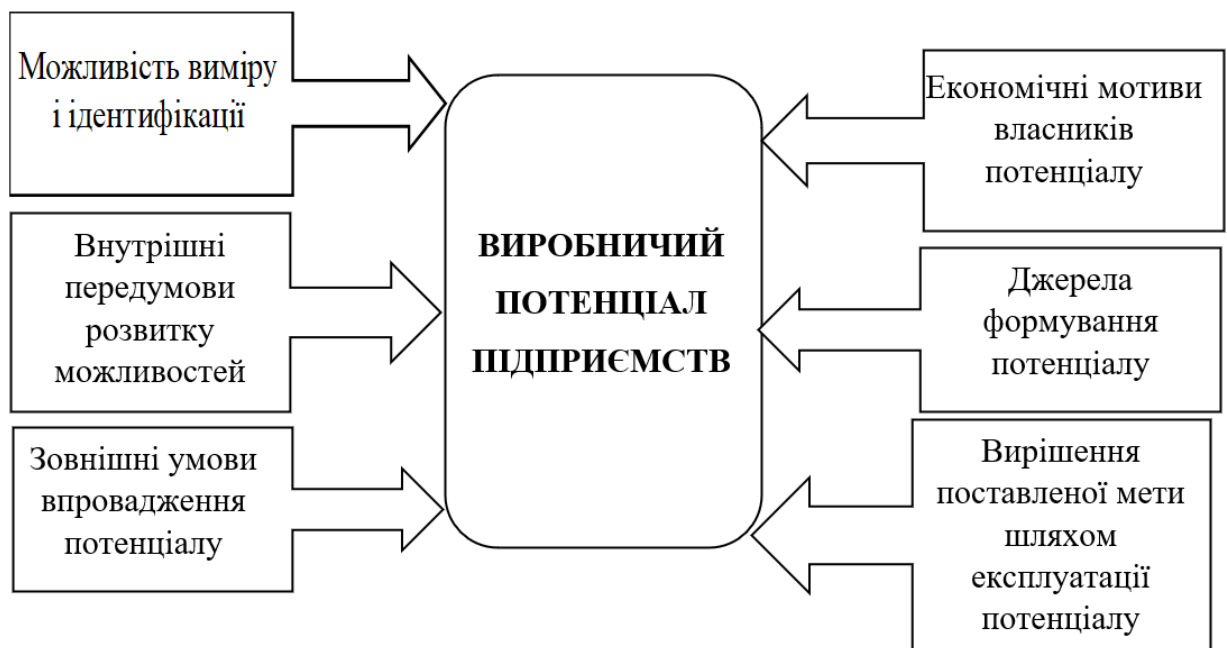 Можливість виміру
і ідентифікації
Внутрішні
передумови
розвитку
можливостей
Зовнішні умови
впровадження
потенціалу
ВИРОБНИЧИЙ
ПОТЕНЦІАЛ
ПІДПРИЄМСТВ
Економічні мотиви
власників
потенціалу
Джерела
формування
потенціалу
Вирішення
поставленої мети
шляхом
експлуатації
потенціалу